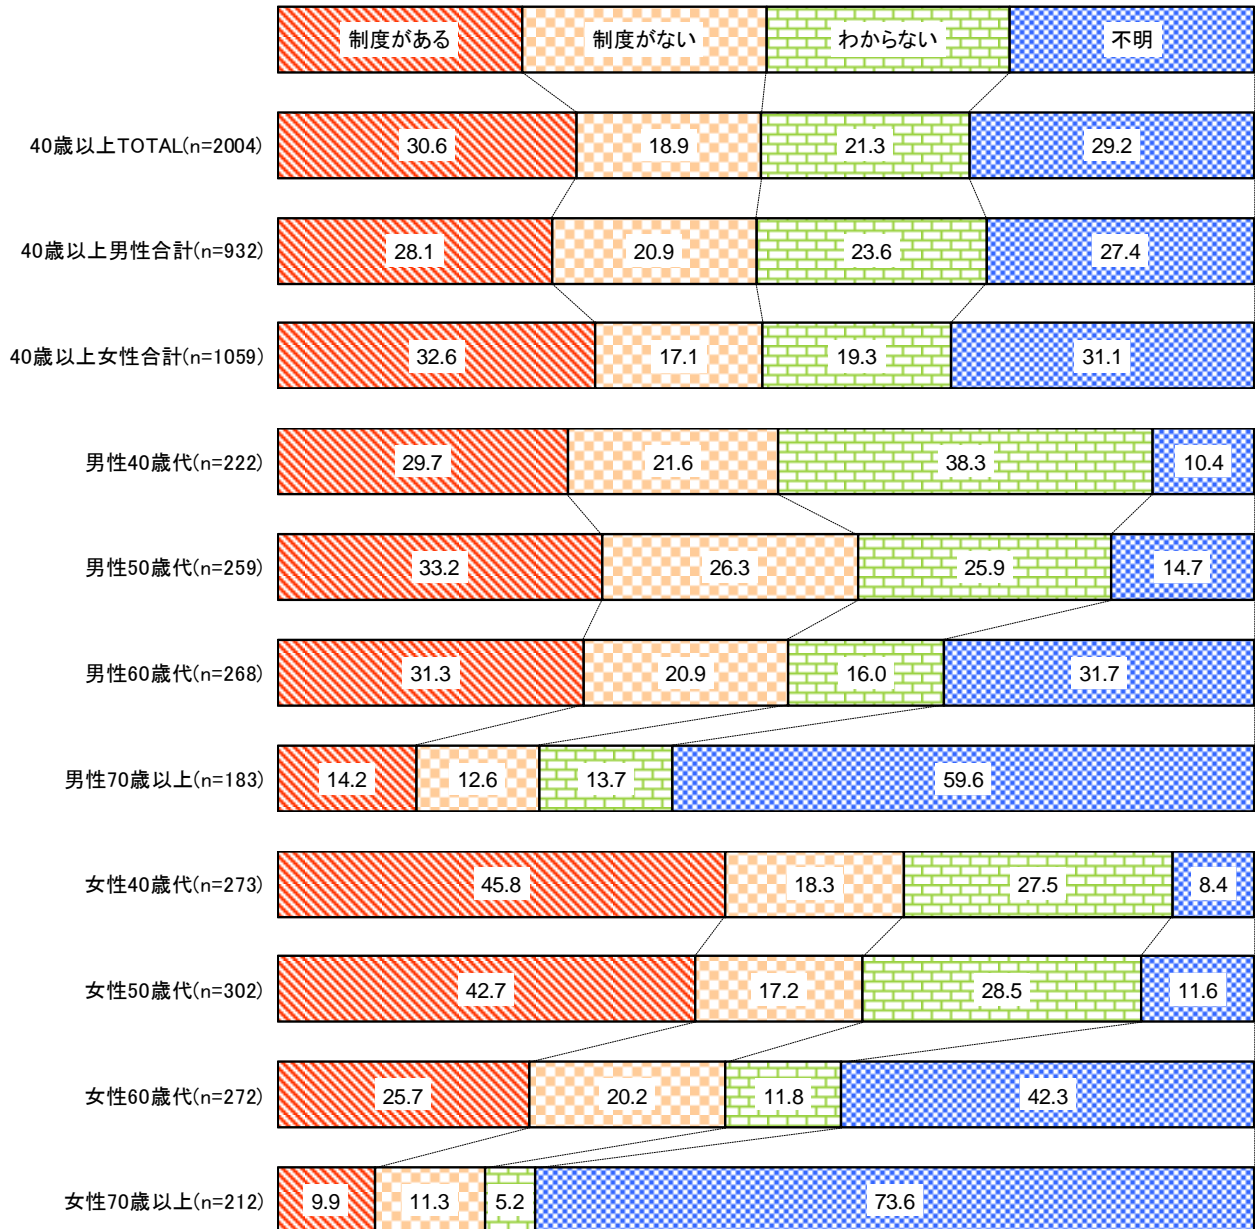 制度がある 制度がない わからない 不明
40歳以上TOTAL(n=2004) 30.6 18.9 21.3 29.2
40歳以上男性合計(n=932) 28.1 20.9 23.6 27.4
40歳以上女性合計(n=1059) 32.6 17.1 19.3 31.1
男性40歳代(n=222) 29.7 21.6 38.3 10.4
男性50歳代(n=259) 33.2 26.3 25.9 14.7
男性60歳代(n=268) 31.3 20.9 16.0 31.7
男性70歳以上(n=183) 14.2 12.6 13.7 59.6
女性40歳代(n=273) 45.8 18.3 27.5 8.4
女性50歳代(n=302) 42.7 17.2 28.5 11.6
女性60歳代(n=272) 25.7 20.2 11.8 42.3
女性70歳以上(n=212) 9.9 11.3 5.2 73.6